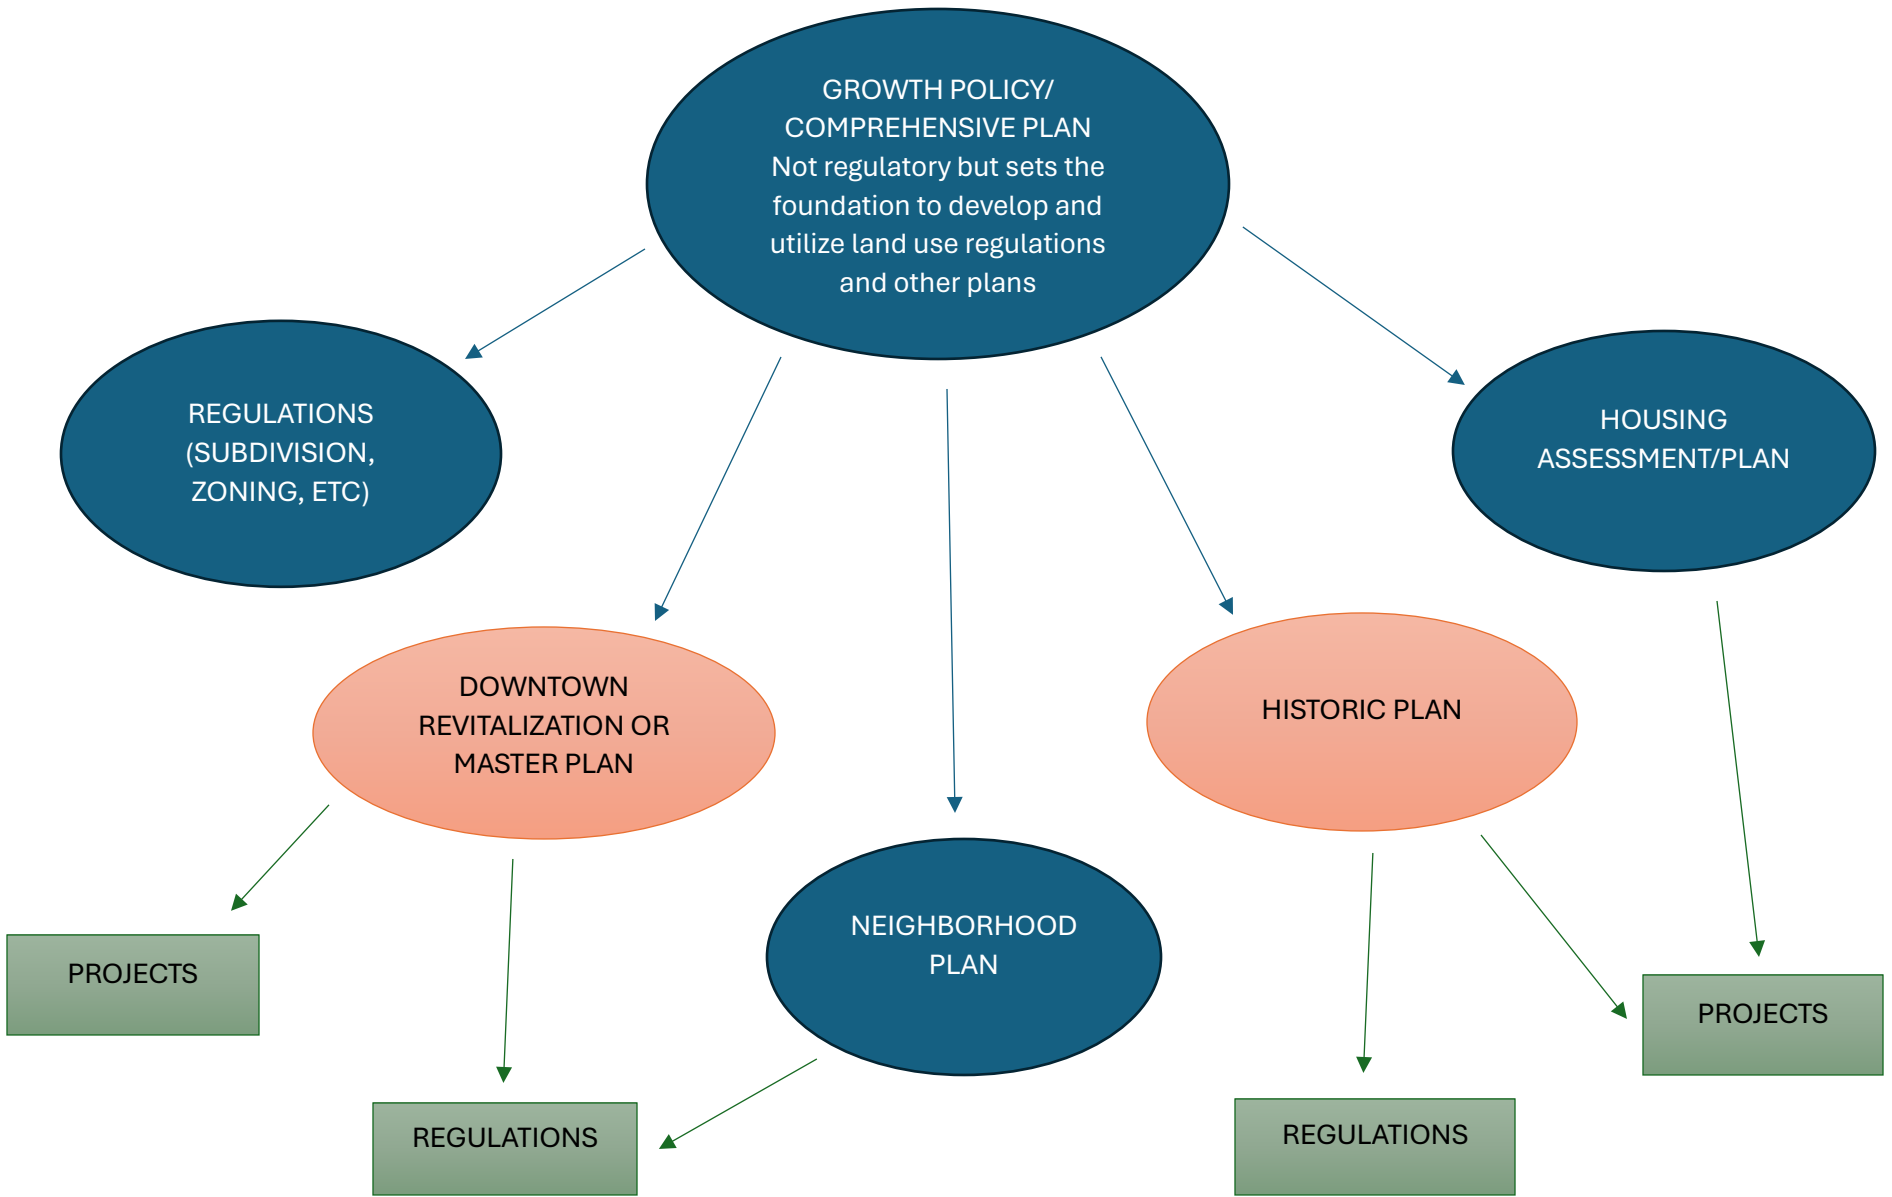 GROWTH POLICY/
COMPREHENSIVE PLAN
Not regulatory but sets the
foundation to develop and
utilize land use regulations
and other plans
REGULATIONS
(SUBDIVISION,
ZONING, ETC)
HOUSING
ASSESSMENT/PLAN
DOWNTOWN
REVITALIZATION OR
MASTER PLAN
HISTORIC PLAN
NEIGHBORHOOD
PLAN
PROJECTS
PROJECTS
REGULATIONS
REGULATIONS